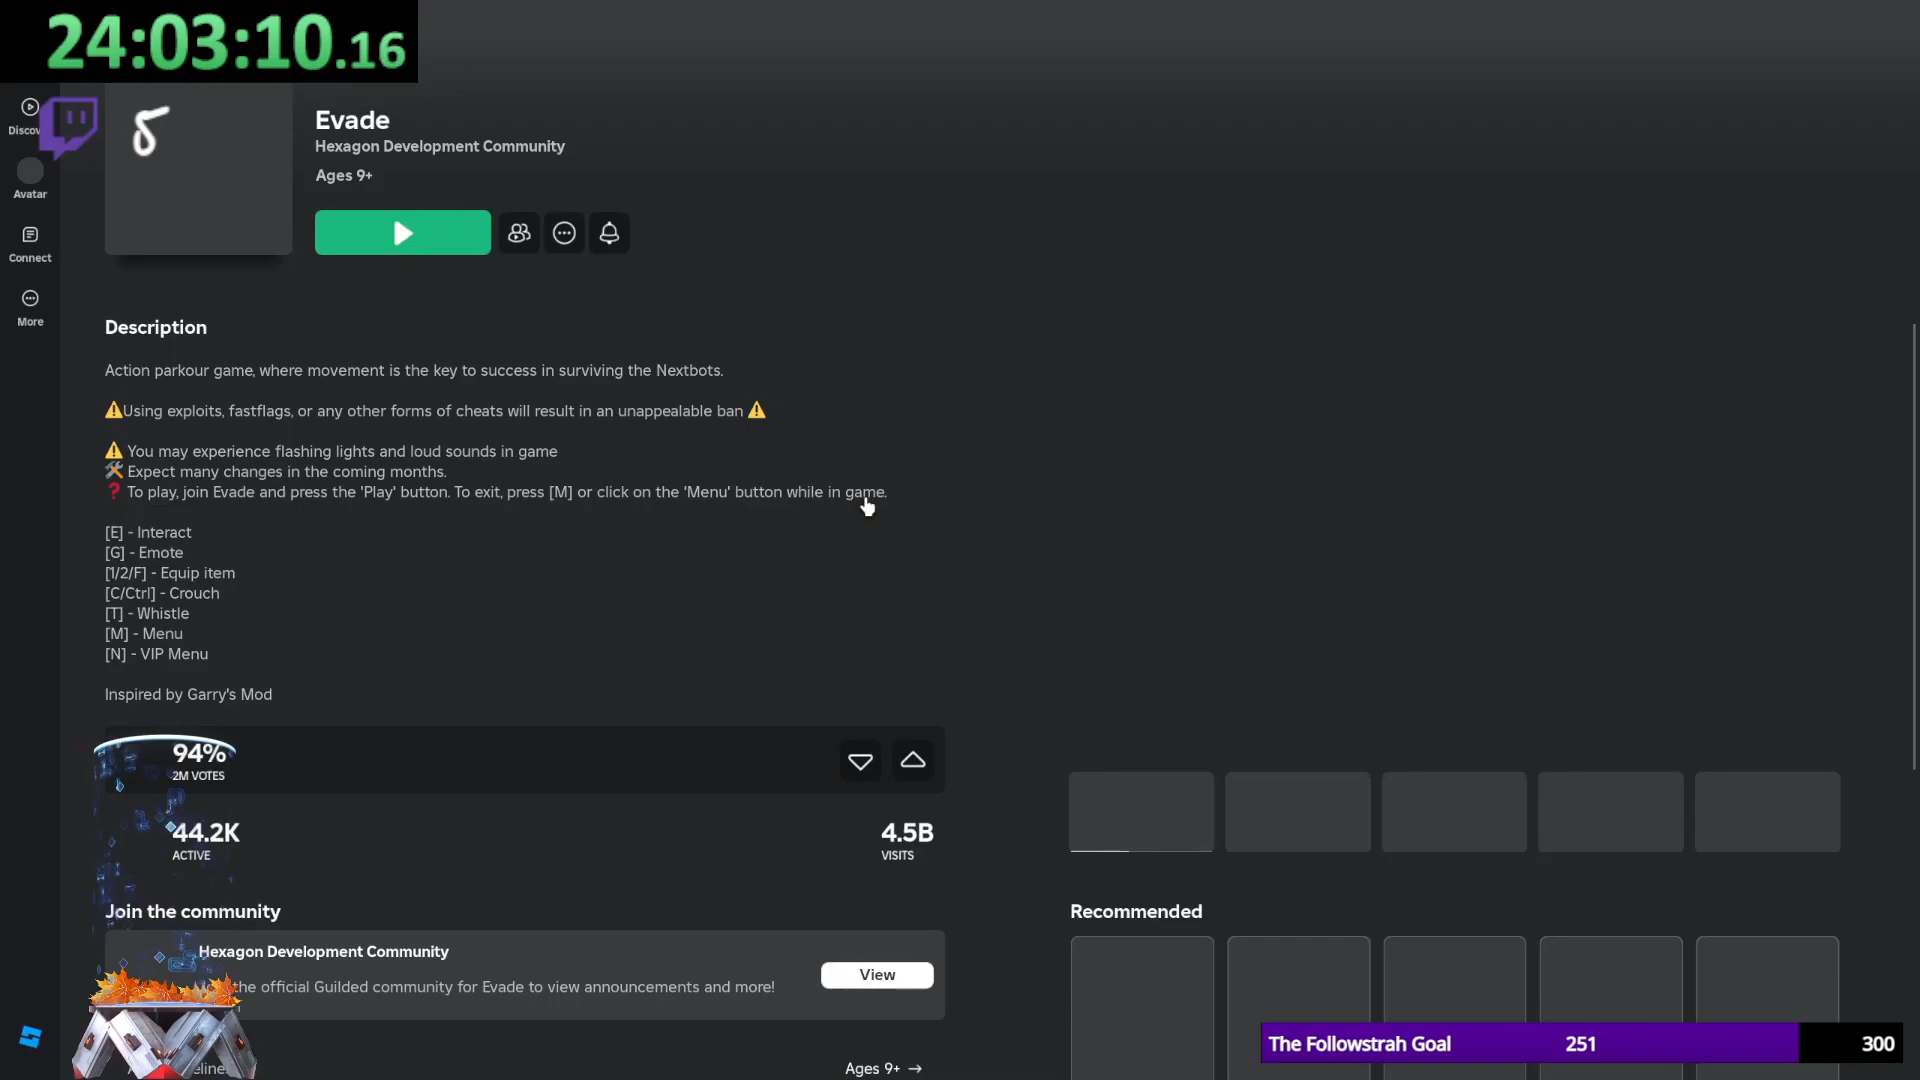 24:03:10.16
Discov
Avatar
Connect
More
Evade
Hexagon Development Community
Ages 9+
Description
Action parkour game, where movement is the key to success in surviving the Nextbots.
⚠️Using exploits, fastflags, or any other forms of cheats will result in an unappealable ban ⚠️
⚠️ You may experience flashing lights and loud sounds in game
🛠️ Expect many changes in the coming months.
❓ To play, join Evade and press the 'Play' button. To exit, press [M] or click on the 'Menu' button while in game.
[E] - Interact
[G] - Emote
[1/2/F] - Equip item
[C/Ctrl] - Crouch
[T] - Whistle
[M] - Menu
[N] - VIP Menu
Inspired by Garry's Mod
94%
2M VOTES
44.2K
ACTIVE
4.5B
VISITS
Join the community
Hexagon Development Community
the official Guilded community for Evade to view announcements and more!
View
Ages 9+ →
Recommended
The Followstrah Goal 251 300